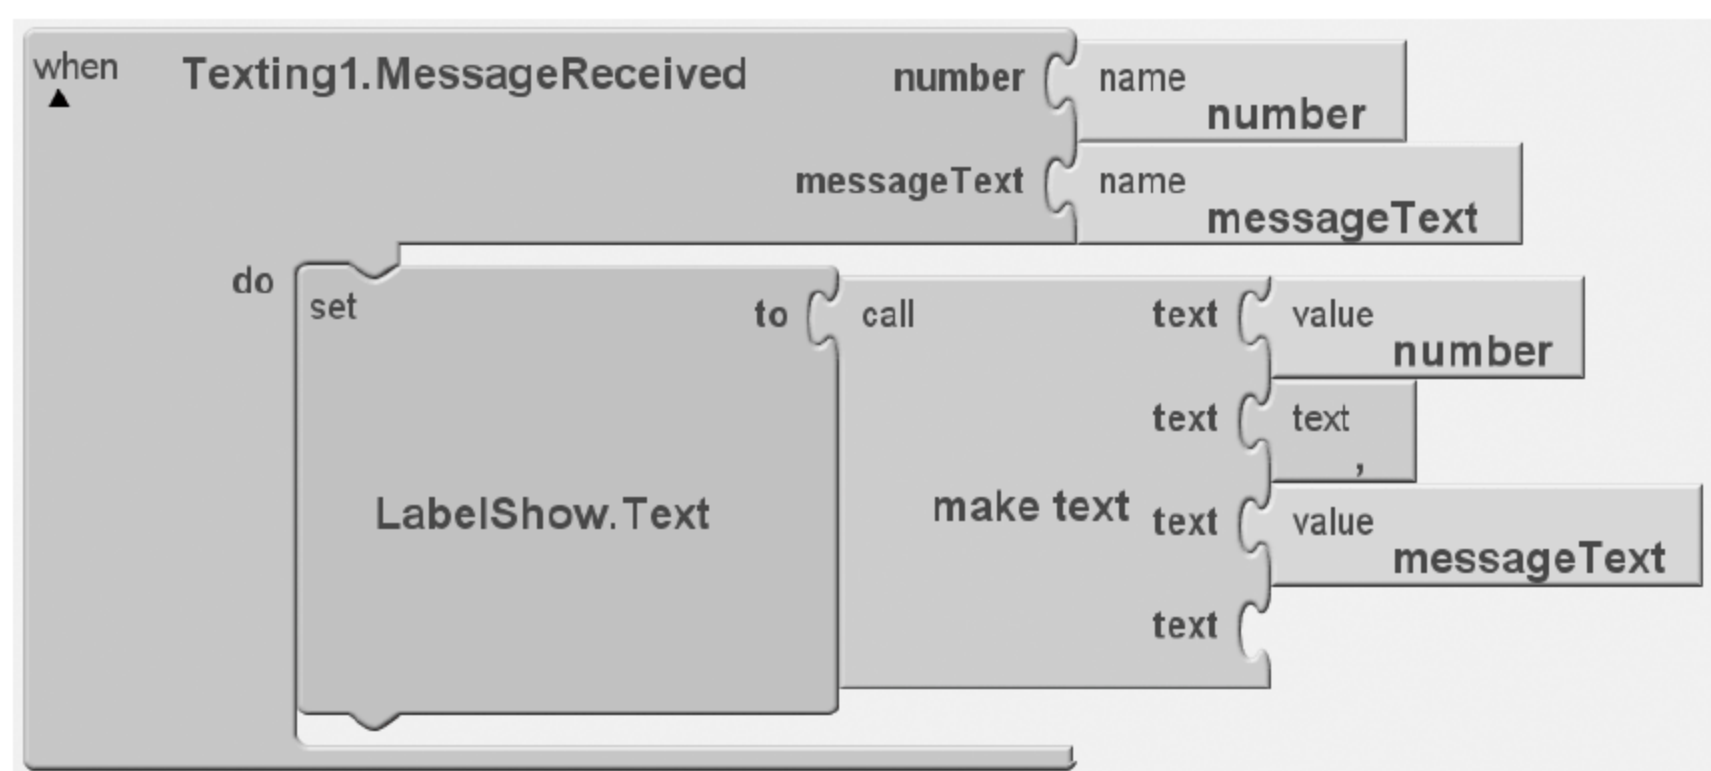 when Texting1.MessageReceived number name
number
messageText name
messageText
do
set to call text value
number
text text
,
LabelShow.Text make text text value
messageText
text